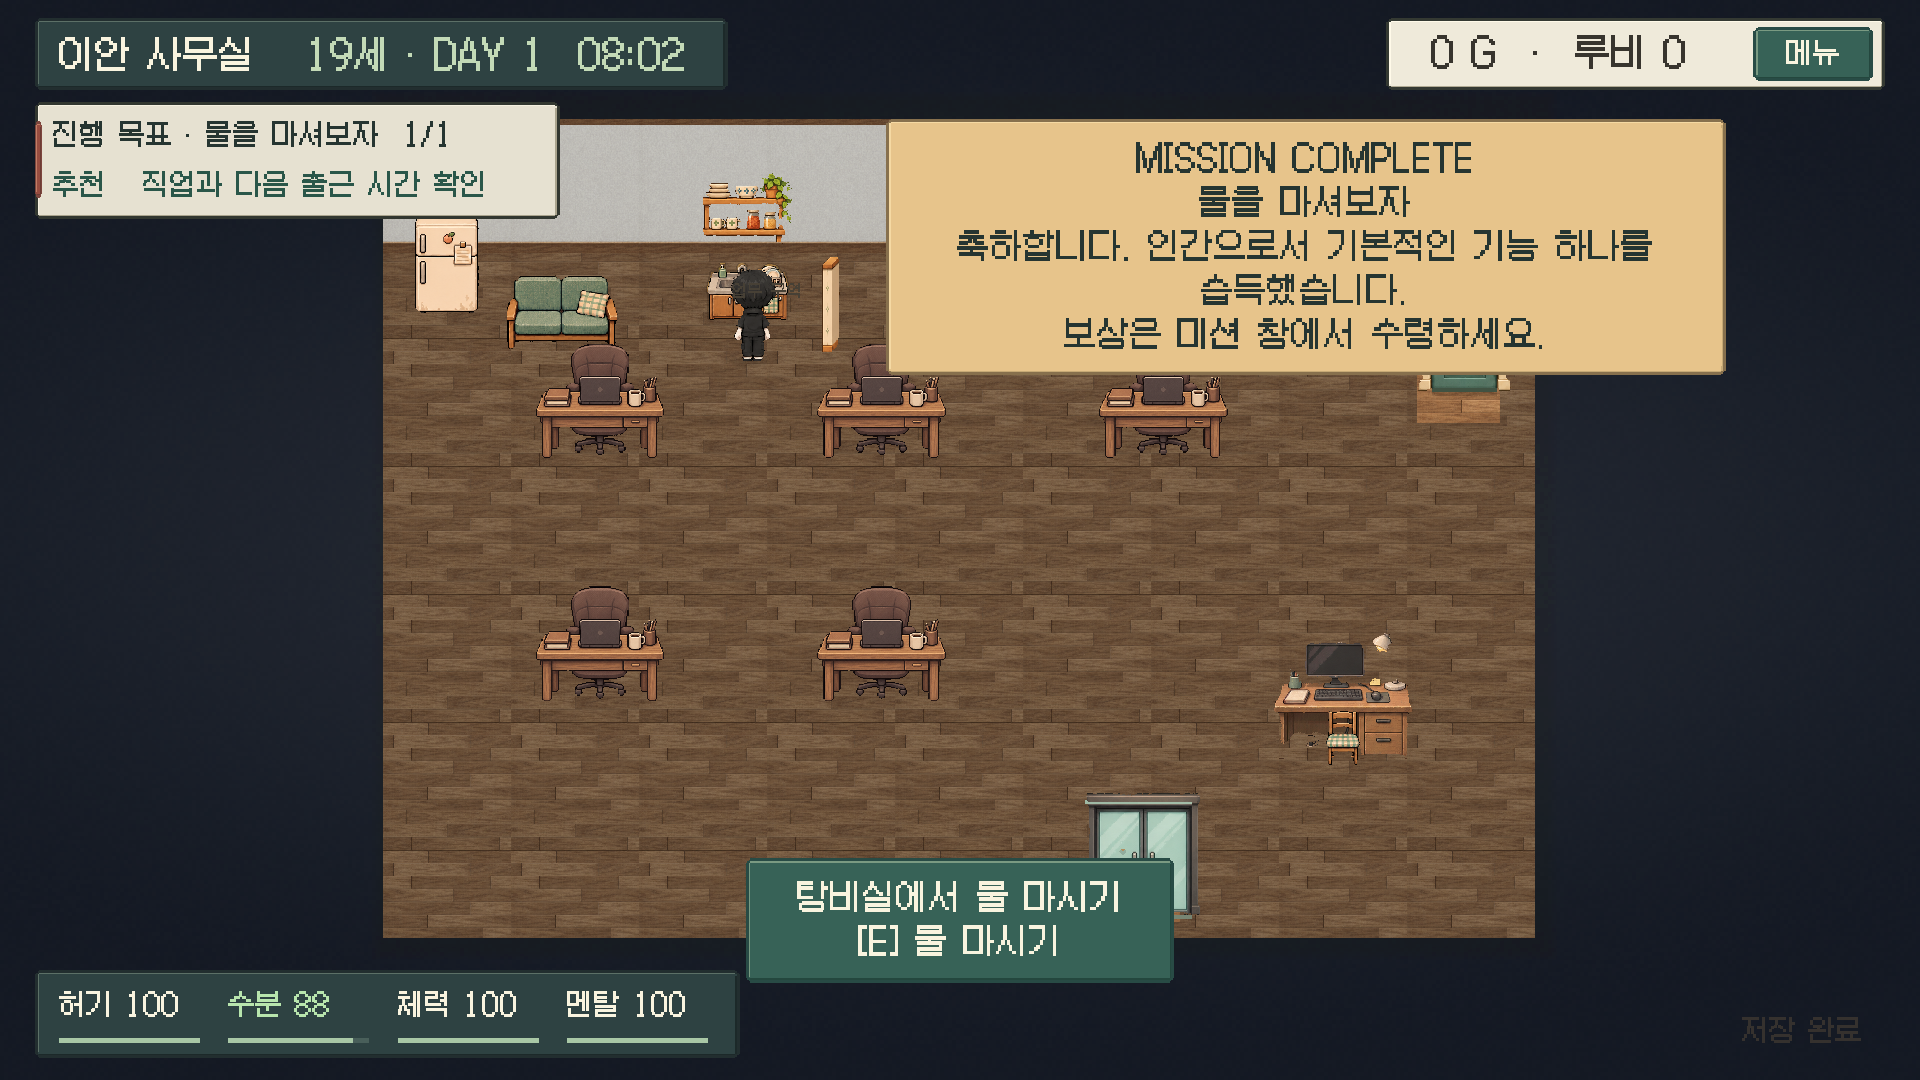 이안 사무실 19세 · DAY 1 08:02
0 G · 루비 0
메뉴
진행 목표 · 물을 마셔보자 1/1
추천 직업과 다음 출근 시간 확인
MISSION COMPLETE
물을 마셔보자
축하합니다. 인간으로서 기본적인 기능 하나를
습득했습니다.
보상은 미션 창에서 수령하세요.
탕비실에서 물 마시기
[E] 물 마시기
허기 100 수분 88 체력 100 멘탈 100
저장 완료